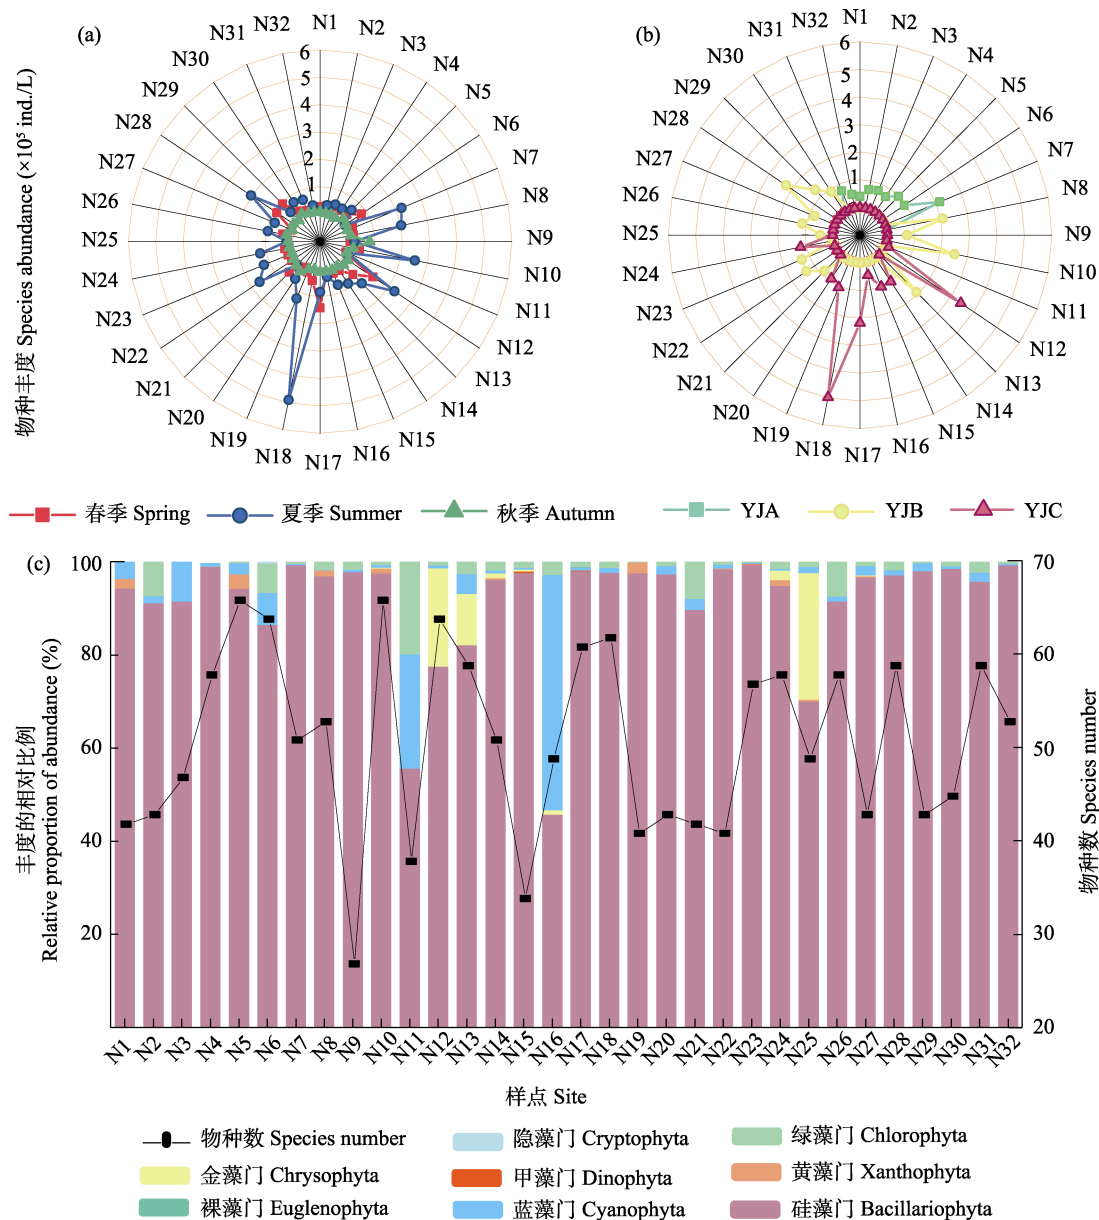 (a)
(b)
物种丰度 Species abundance (×10⁵ ind./L)
N1
N2
N3
N4
N5
N6
N7
N8
N9
N10
N11
N12
N13
N14
N15
N16
N17
N18
N19
N20
N21
N22
N23
N24
N25
N26
N27
N28
N29
N30
N31
N32
6
5
4
3
2
1
N1
N2
N3
N4
N5
N6
N7
N8
N9
N10
N11
N12
N13
N14
N15
N16
N17
N18
N19
N20
N21
N22
N23
N24
N25
N26
N27
N28
N29
N30
N31
N32
6
5
4
3
2
1
春季 Spring
夏季 Summer
秋季 Autumn
YJA
YJB
YJC
(c)
丰度的相对比例
Relative proportion of abundance (%)
100
80
60
40
20
70
60
50
40
30
20
物种数 Species number
N1 N2 N3 N4 N5 N6 N7 N8 N9 N10 N11 N12 N13 N14 N15 N16 N17 N18 N19 N20 N21 N22 N23 N24 N25 N26 N27 N28 N29 N30 N31 N32
样点 Site
物种数 Species number
隐藻门 Cryptophyta
绿藻门 Chlorophyta
金藻门 Chrysophyta
甲藻门 Dinophyta
黄藻门 Xanthophyta
裸藻门 Euglenophyta
蓝藻门 Cyanophyta
硅藻门 Bacillariophyta